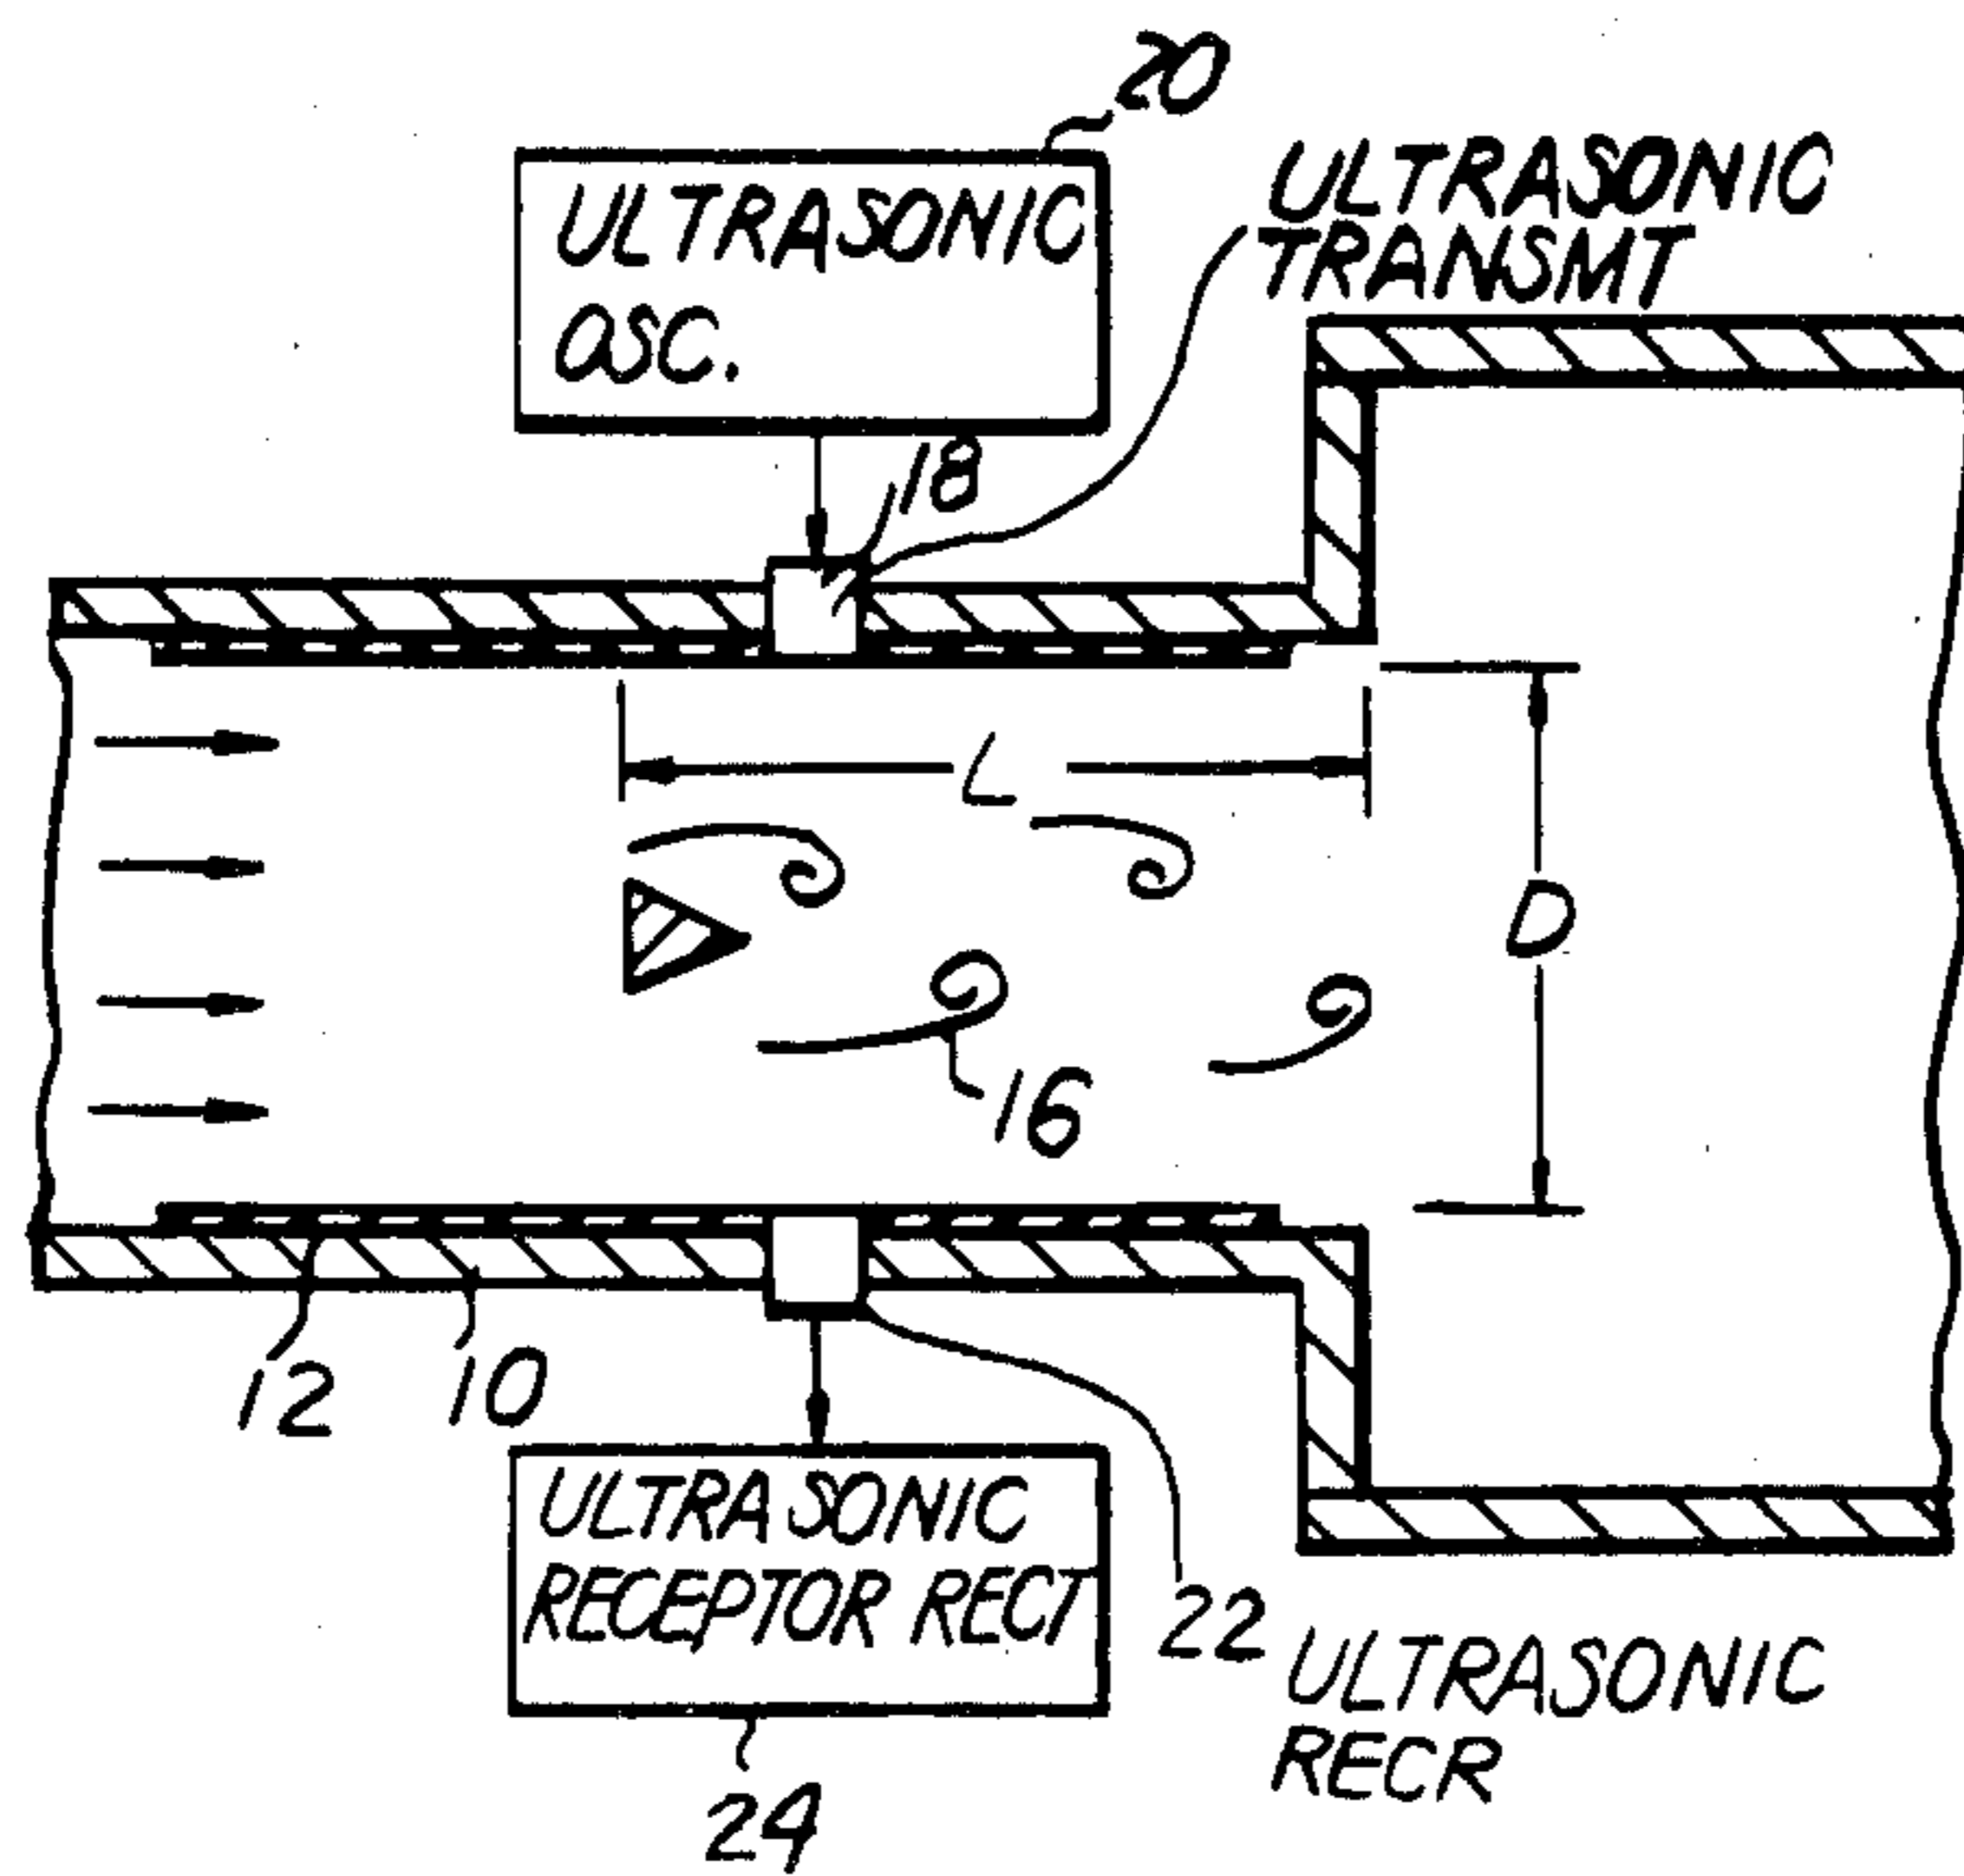 20
ULTRASONIC
OSC.
ULTRASONIC
TRANSMT
18
L
D
16
12
10
ULTRASONIC
RECEPTOR RECT
22
ULTRASONIC
RECR
24